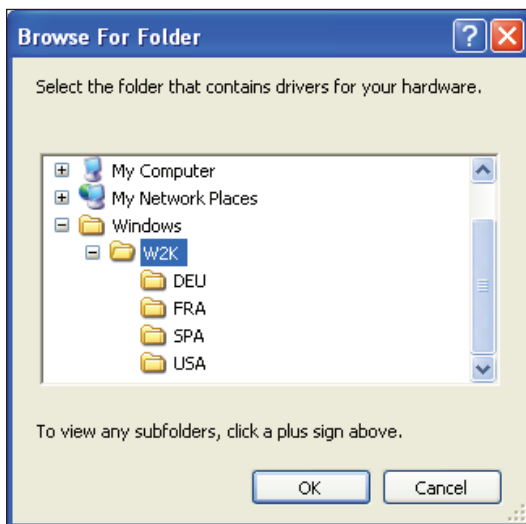 Browse For Folder
Select the folder that contains drivers for your hardware.
My Computer
My Network Places
Windows
W2K
DEU
FRA
SPA
USA
To view any subfolders, click a plus sign above.
OK Cancel